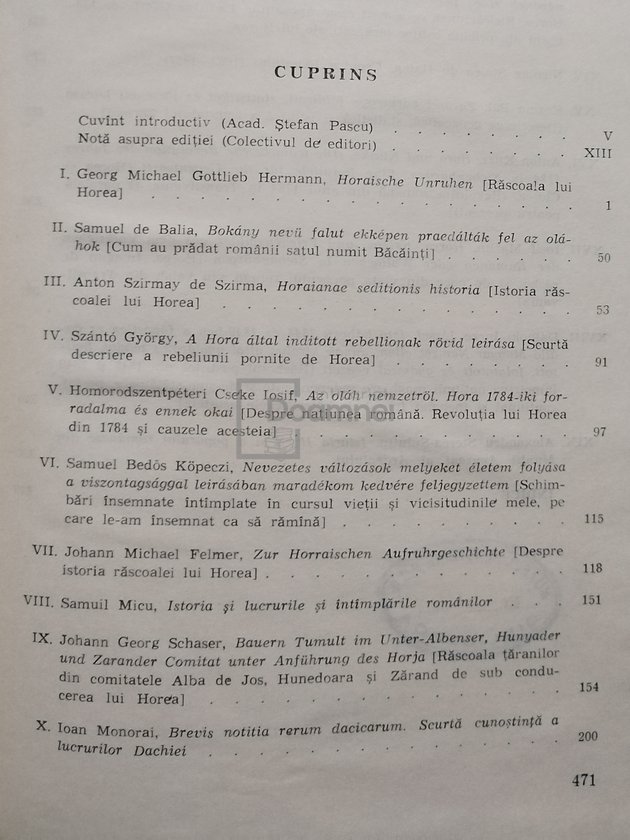 CUPRINS
Cuvînt introductiv (Acad. Ştefan Pascu) . . . . . . . V
Notă asupra ediţiei (Colectivul de editori) . . . . . . . XIII
I. Georg Michael Gottlieb Hermann, Horaische Unruhen [Răscoala lui
Horea] . . . . . . . . . . . . . . 1
II. Samuel de Balia, Bokány nevü falut ekképen praedálták fel az olá-
hok [Cum au prădat românii satul numit Băcăinţi] . . . . . . 50
III. Anton Szirmay de Szirma, Horaianae seditionis historia [Istoria răs-
coalei lui Horea] . . . . . . . . . . . . 53
IV. Szántó György, A Hora által inditott rebellionak rövid leirása [Scurtă
descriere a rebeliunii pornite de Horea] . . . . . . . 91
V. Homorodszentpéteri Cseke Iosif, Az oláh nemzetröl. Hora 1784-iki for-
radalma és ennek okai [Despre naţiunea română. Revoluţia lui Horea
din 1784 şi cauzele acesteia] . . . . . . . . . . 97
VI. Samuel Bedös Köpeczi, Nevezetes változások melyeket életem folyása
a viszontagsággal leirásában maradékom kedvére feljegyzettem [Schim-
bări însemnate întîmplate în cursul vieţii şi vicisitudinile mele, pe
care le-am însemnat ca să rămînă] . . . . . . . . 115
VII. Johann Michael Felmer, Zur Horraischen Aufruhrgeschichte [Despre
istoria răscoalei lui Horea] . . . . . . . . . . . 118
VIII. Samuil Micu, Istoria şi lucrurile şi întîmplările românilor . . . 151
IX. Johann Georg Schaser, Bauern Tumult im Unter-Albenser, Hunyader
und Zarander Comitat unter Anführung des Horja [Răscoala ţăranilor
din comitatele Alba de Jos, Hunedoara şi Zărand de sub condu-
cerea lui Horea] . . . . . . . . . . . . 154
X. Ioan Monorai, Brevis notitia rerum dacicarum. Scurtă cunoştinţă a
lucrurilor Dachiei . . . . . . . . . . . . 200
471